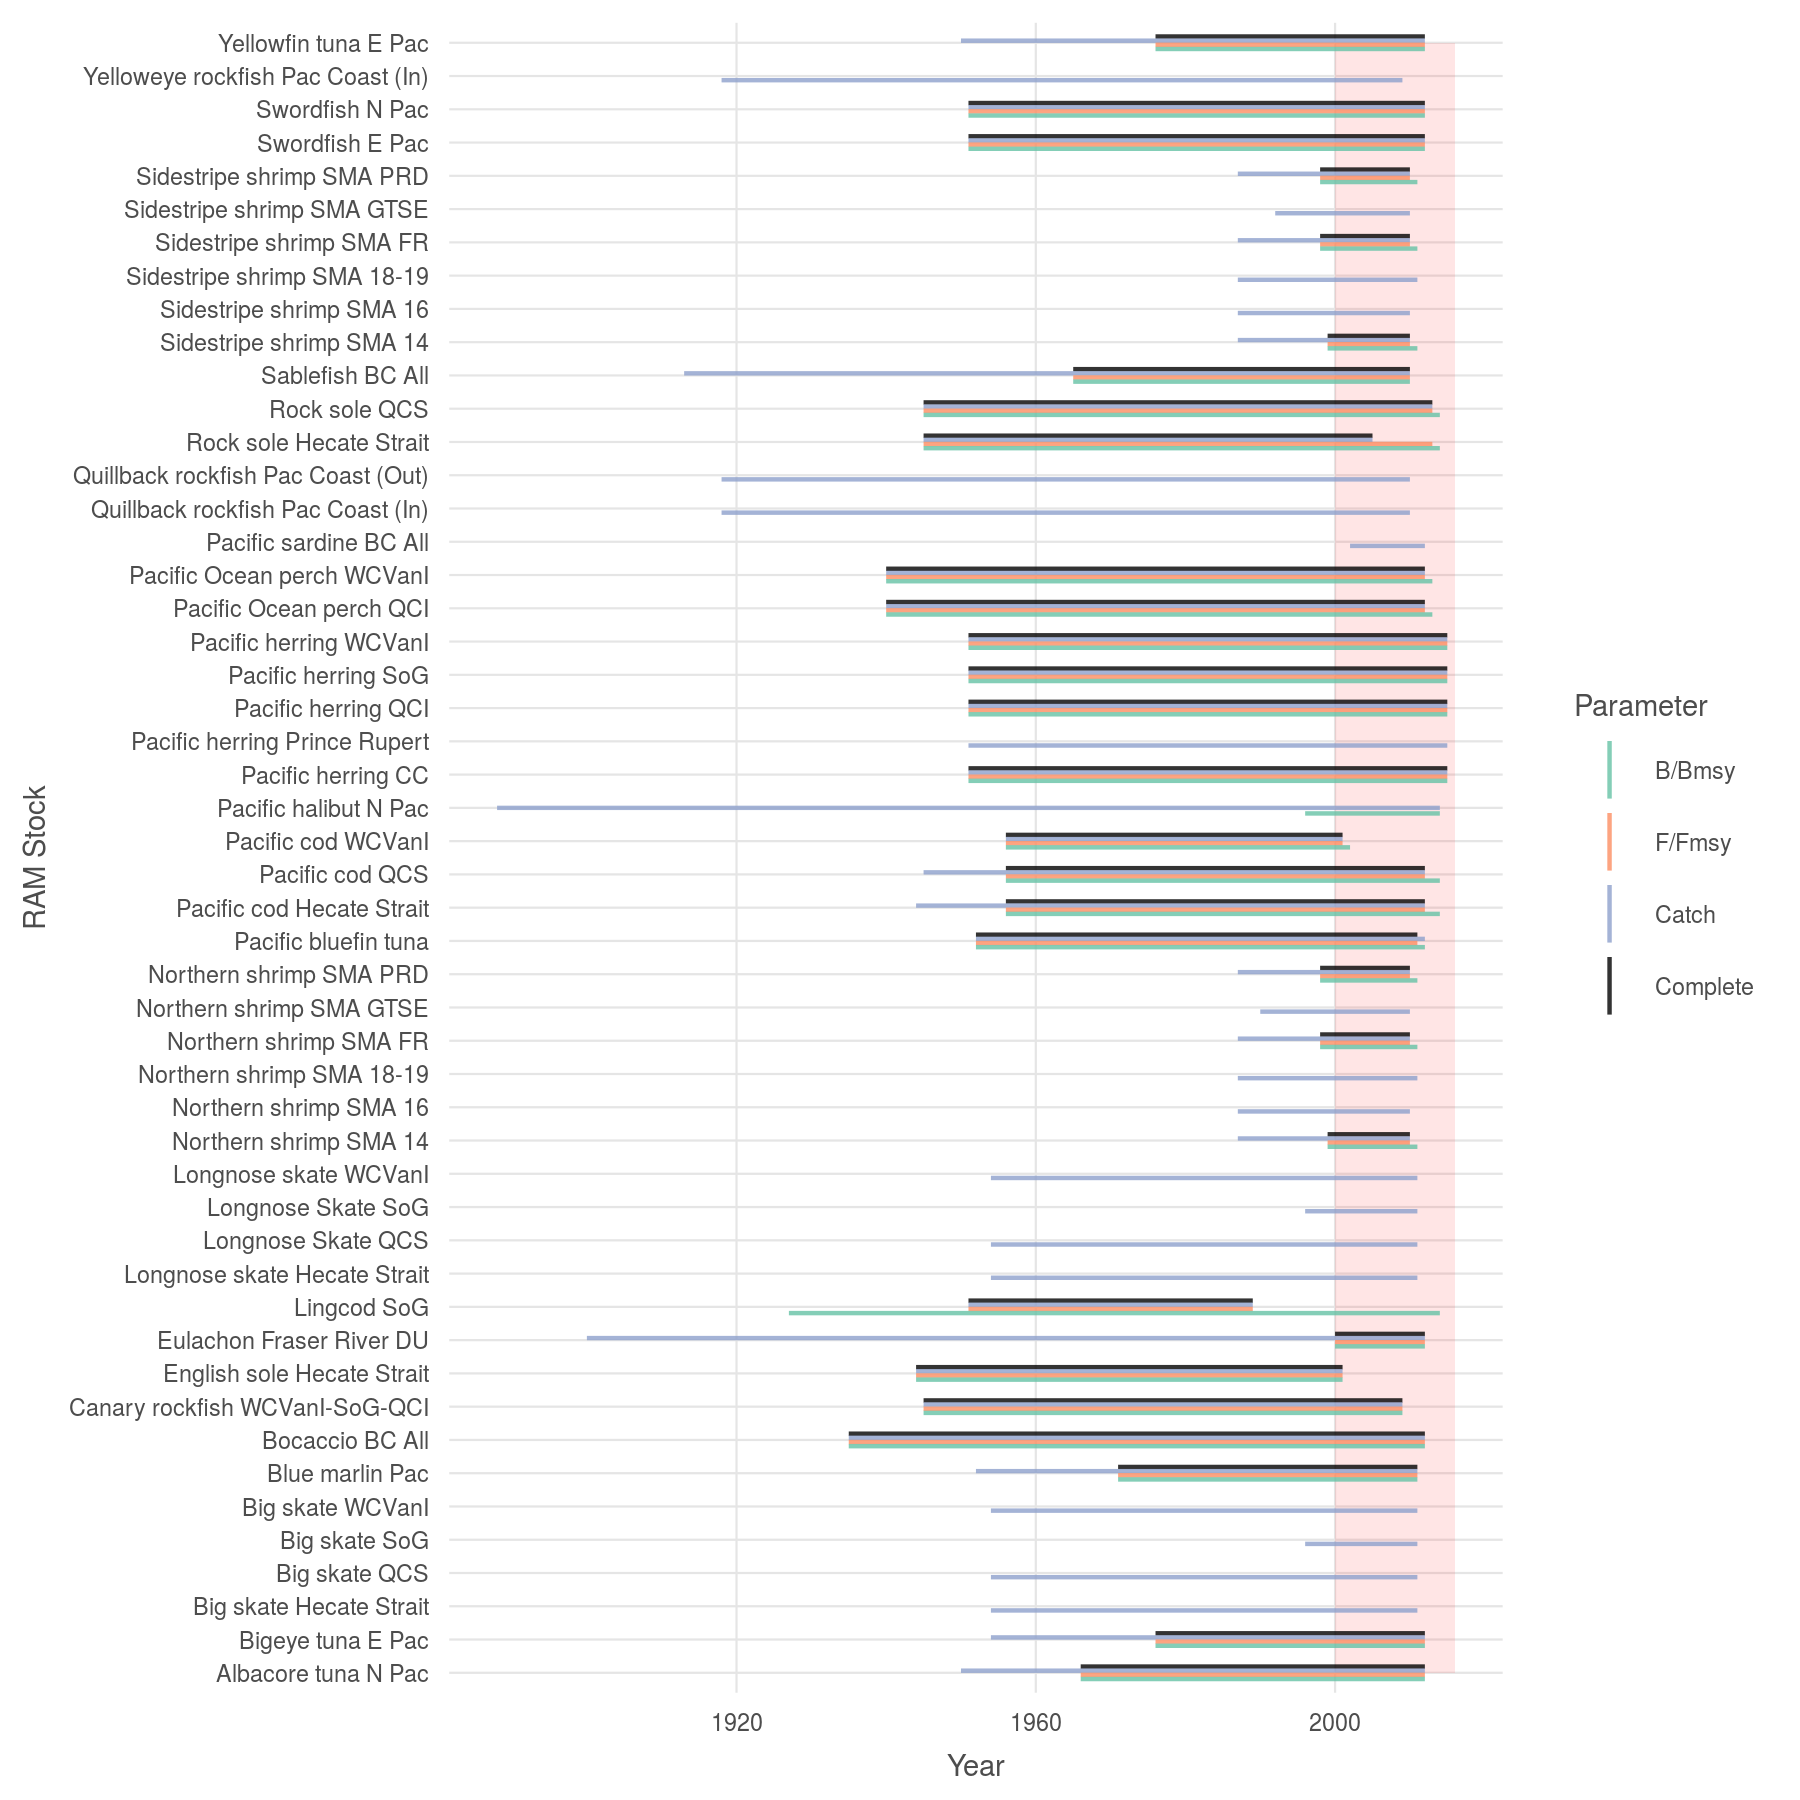 Yellowfin tuna E Pac
Yelloweye rockfish Pac Coast (In)
Swordfish N Pac
Swordfish E Pac
Sidestripe shrimp SMA PRD
Sidestripe shrimp SMA GTSE
Sidestripe shrimp SMA FR
Sidestripe shrimp SMA 18-19
Sidestripe shrimp SMA 16
Sidestripe shrimp SMA 14
Sablefish BC All
Rock sole QCS
Rock sole Hecate Strait
Quillback rockfish Pac Coast (Out)
Quillback rockfish Pac Coast (In)
Pacific sardine BC All
Pacific Ocean perch WCVanI
Pacific Ocean perch QCI
Pacific herring WCVanI
Pacific herring SoG
Pacific herring QCI
Pacific herring Prince Rupert
Pacific herring CC
Pacific halibut N Pac
Pacific cod WCVanI
Pacific cod QCS
Pacific cod Hecate Strait
Pacific bluefin tuna
Northern shrimp SMA PRD
Northern shrimp SMA GTSE
Northern shrimp SMA FR
Northern shrimp SMA 18-19
Northern shrimp SMA 16
Northern shrimp SMA 14
Longnose skate WCVanI
Longnose Skate SoG
Longnose Skate QCS
Longnose skate Hecate Strait
Lingcod SoG
Eulachon Fraser River DU
English sole Hecate Strait
Canary rockfish WCVanI-SoG-QCI
Bocaccio BC All
Blue marlin Pac
Big skate WCVanI
Big skate SoG
Big skate QCS
Big skate Hecate Strait
Bigeye tuna E Pac
Albacore tuna N Pac
RAM Stock
1920
1960
2000
Year
Parameter
B/Bmsy
F/Fmsy
Catch
Complete